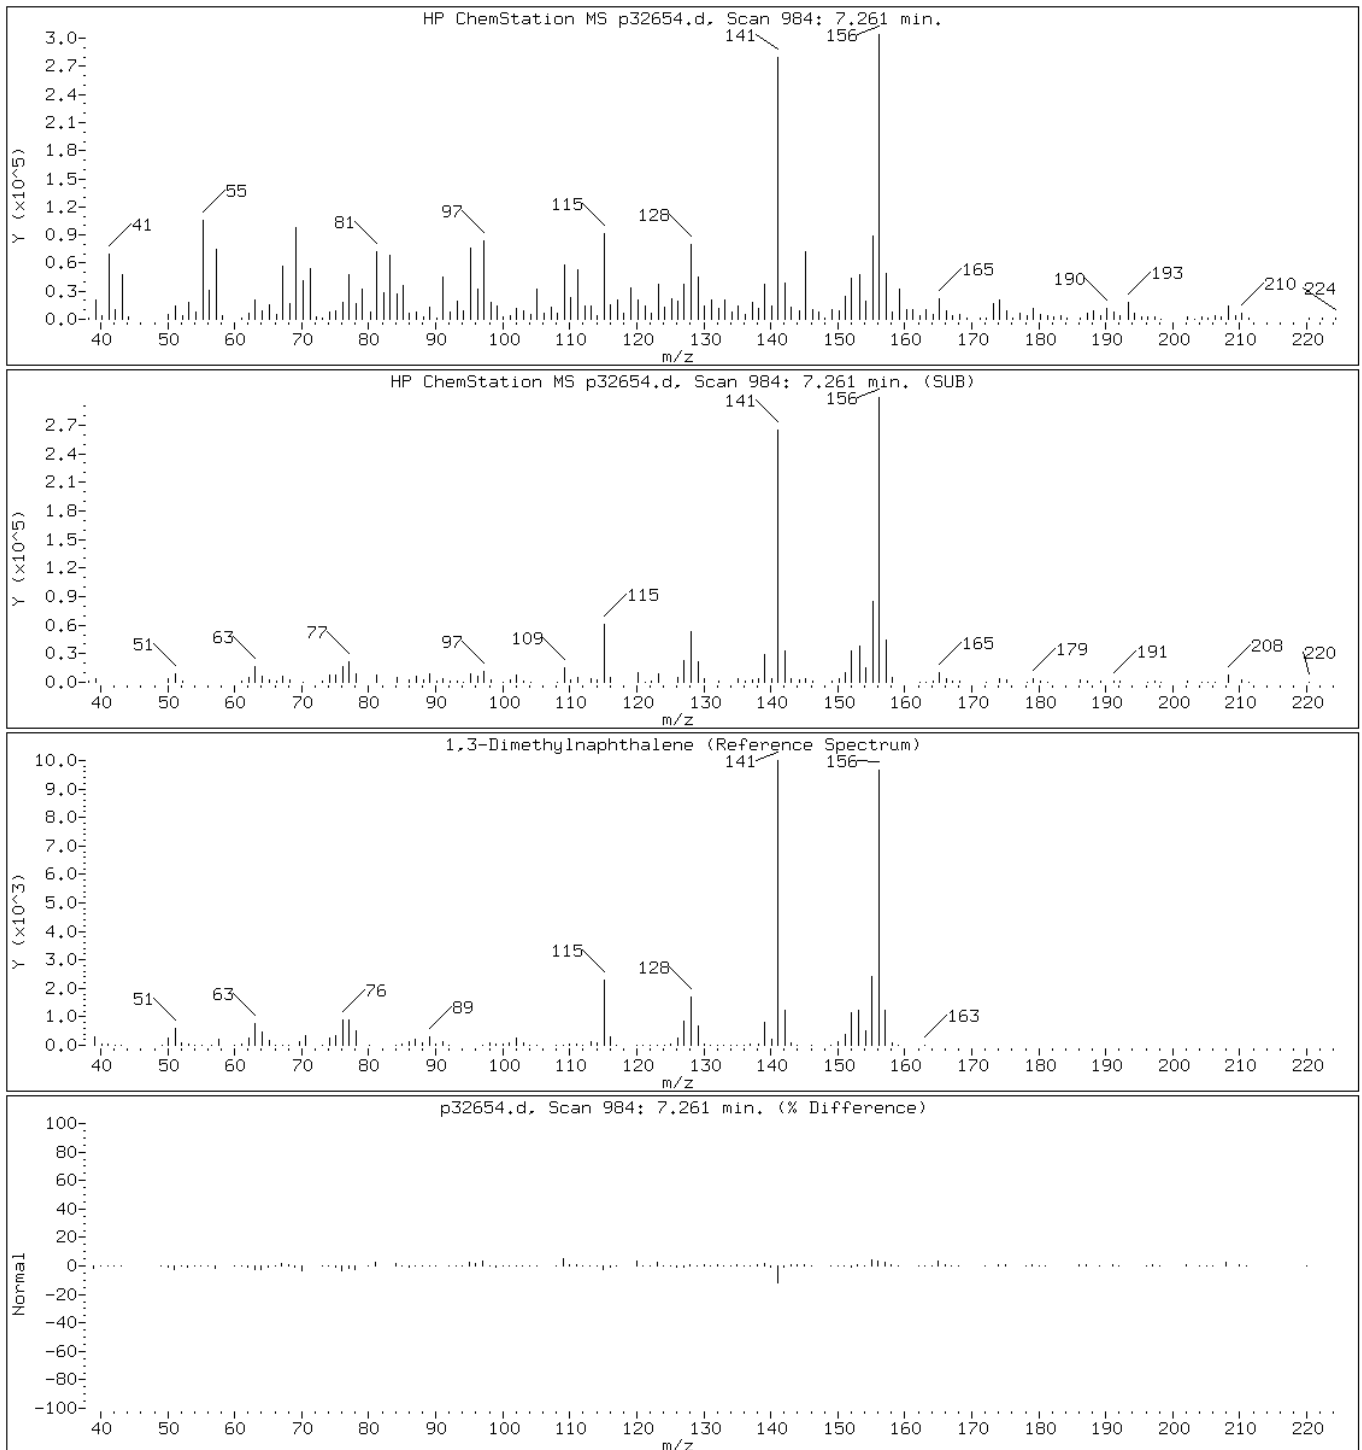 HP ChemStation MS p32654.d, Scan 984: 7.261 min.
Y (x10^5)
3.0
2.7
2.4
2.1
1.8
1.5
1.2
0.9
0.6
0.3
0.0
41 55 81 97 115 128 141 156 165 190 193 210 224
40 50 60 70 80 90 100 110 120 130 140 150 160 170 180 190 200 210 220
m/z
HP ChemStation MS p32654.d, Scan 984: 7.261 min. (SUB)
Y (x10^5)
2.7
2.4
2.1
1.8
1.5
1.2
0.9
0.6
0.3
0.0
51 63 77 97 109 115 141 156 165 179 191 208 220
40 50 60 70 80 90 100 110 120 130 140 150 160 170 180 190 200 210 220
m/z
1,3-Dimethylnaphthalene (Reference Spectrum)
Y (x10^3)
10.0
9.0
8.0
7.0
6.0
5.0
4.0
3.0
2.0
1.0
0.0
51 63 76 89 115 128 141 156 163
40 50 60 70 80 90 100 110 120 130 140 150 160 170 180 190 200 210 220
m/z
p32654.d, Scan 984: 7.261 min. (% Difference)
Normal
100
80
60
40
20
0
-20
-40
-60
-80
-100
40 50 60 70 80 90 100 110 120 130 140 150 160 170 180 190 200 210 220
m/z